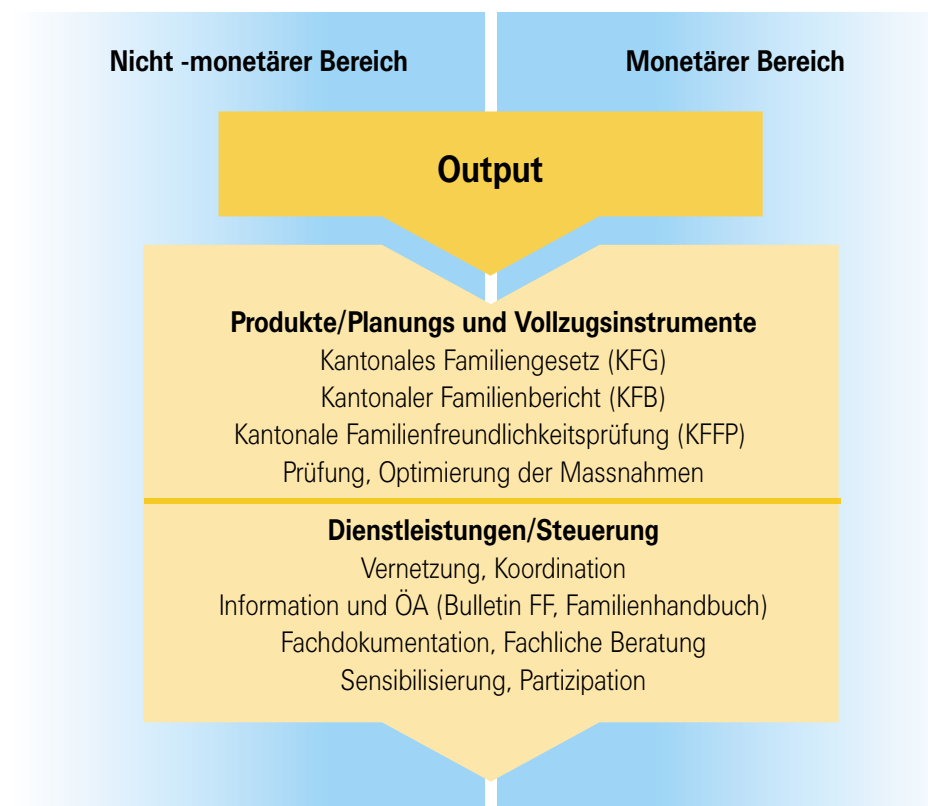 Nicht -monetärer Bereich
Monetärer Bereich
Output
Produkte/Planungs und Vollzugsinstrumente
Kantonales Familiengesetz (KFG)
Kantonaler Familienbericht (KFB)
Kantonale Familienfreundlichkeitsprüfung (KFFP)
Prüfung, Optimierung der Massnahmen
Dienstleistungen/Steuerung
Vernetzung, Koordination
Information und ÖA (Bulletin FF, Familienhandbuch)
Fachdokumentation, Fachliche Beratung
Sensibilisierung, Partizipation